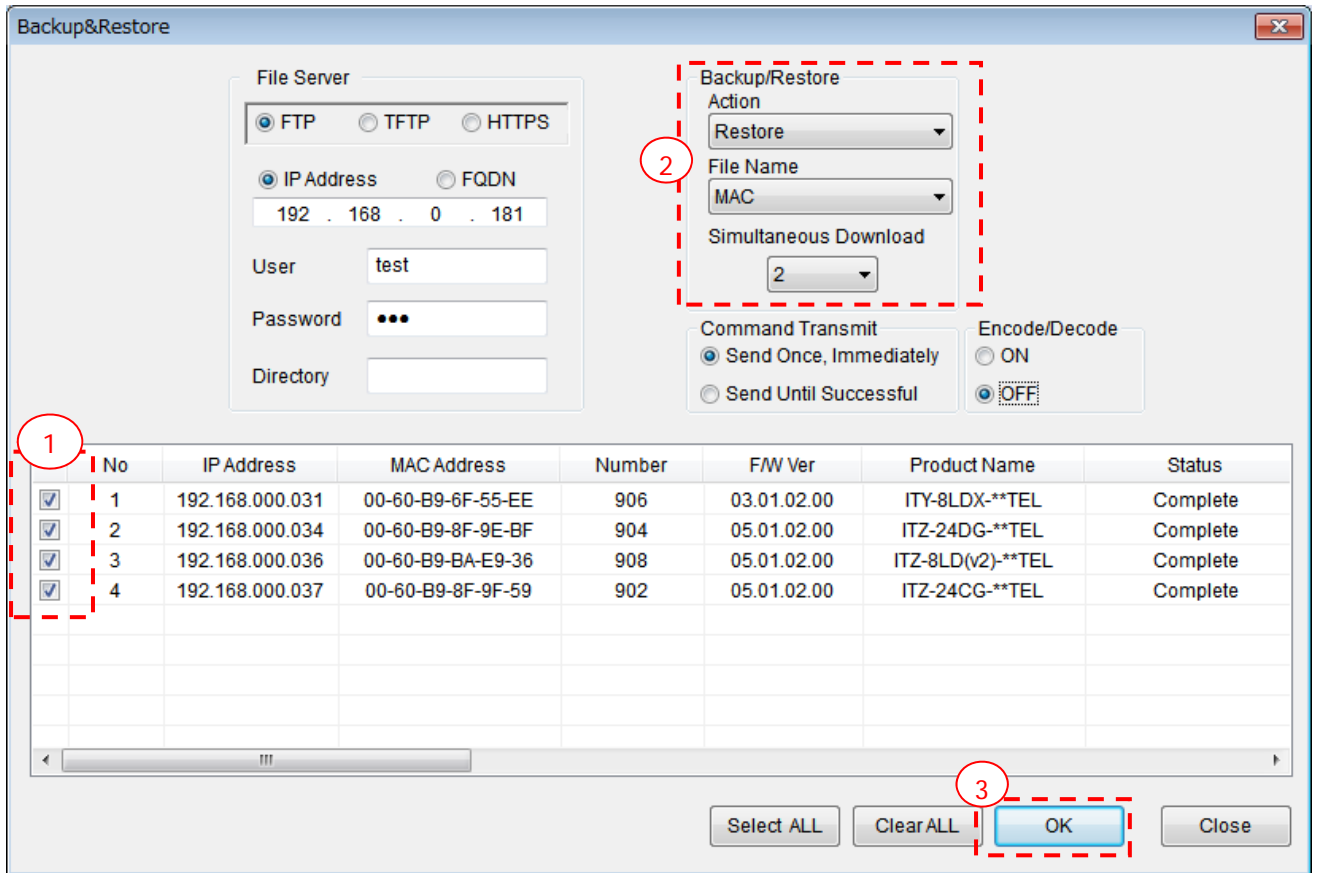 Backup&Restore
File Server
FTP TFTP HTTPS
IP Address FQDN
192 . 168 . 0 . 181
User test
Password •••
Directory
Backup/Restore
Action
Restore
2
File Name
MAC
Simultaneous Download
2
Command Transmit
Send Once, Immediately
Send Until Successful
Encode/Decode
ON
OFF
1
No IP Address MAC Address Number F/W Ver Product Name Status
1 192.168.000.031 00-60-B9-6F-55-EE 906 03.01.02.00 ITY-8LDX-**TEL Complete
2 192.168.000.034 00-60-B9-8F-9E-BF 904 05.01.02.00 ITZ-24DG-**TEL Complete
3 192.168.000.036 00-60-B9-BA-E9-36 908 05.01.02.00 ITZ-8LD(v2)-**TEL Complete
4 192.168.000.037 00-60-B9-8F-9F-59 902 05.01.02.00 ITZ-24CG-**TEL Complete
3
Select ALL Clear ALL OK Close